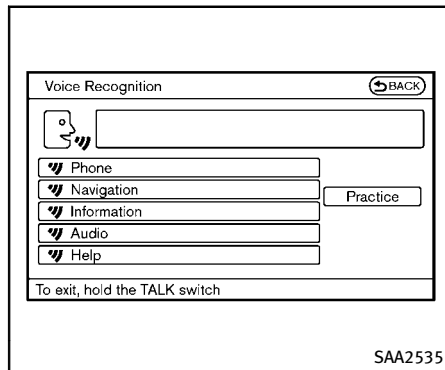 Voice Recognition
BACK
Phone
Navigation
Practice
Information
Audio
Help
To exit, hold the TALK switch
SAA2535